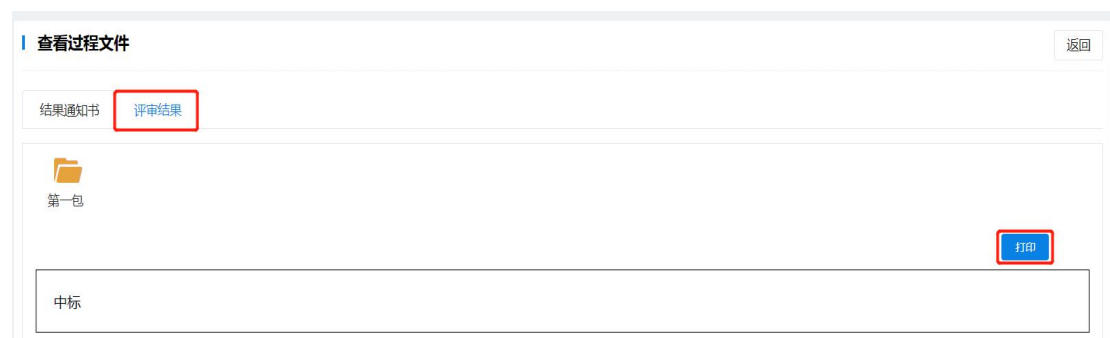 查看过程文件
返回
结果通知书 评审结果
第一包
打印
中标